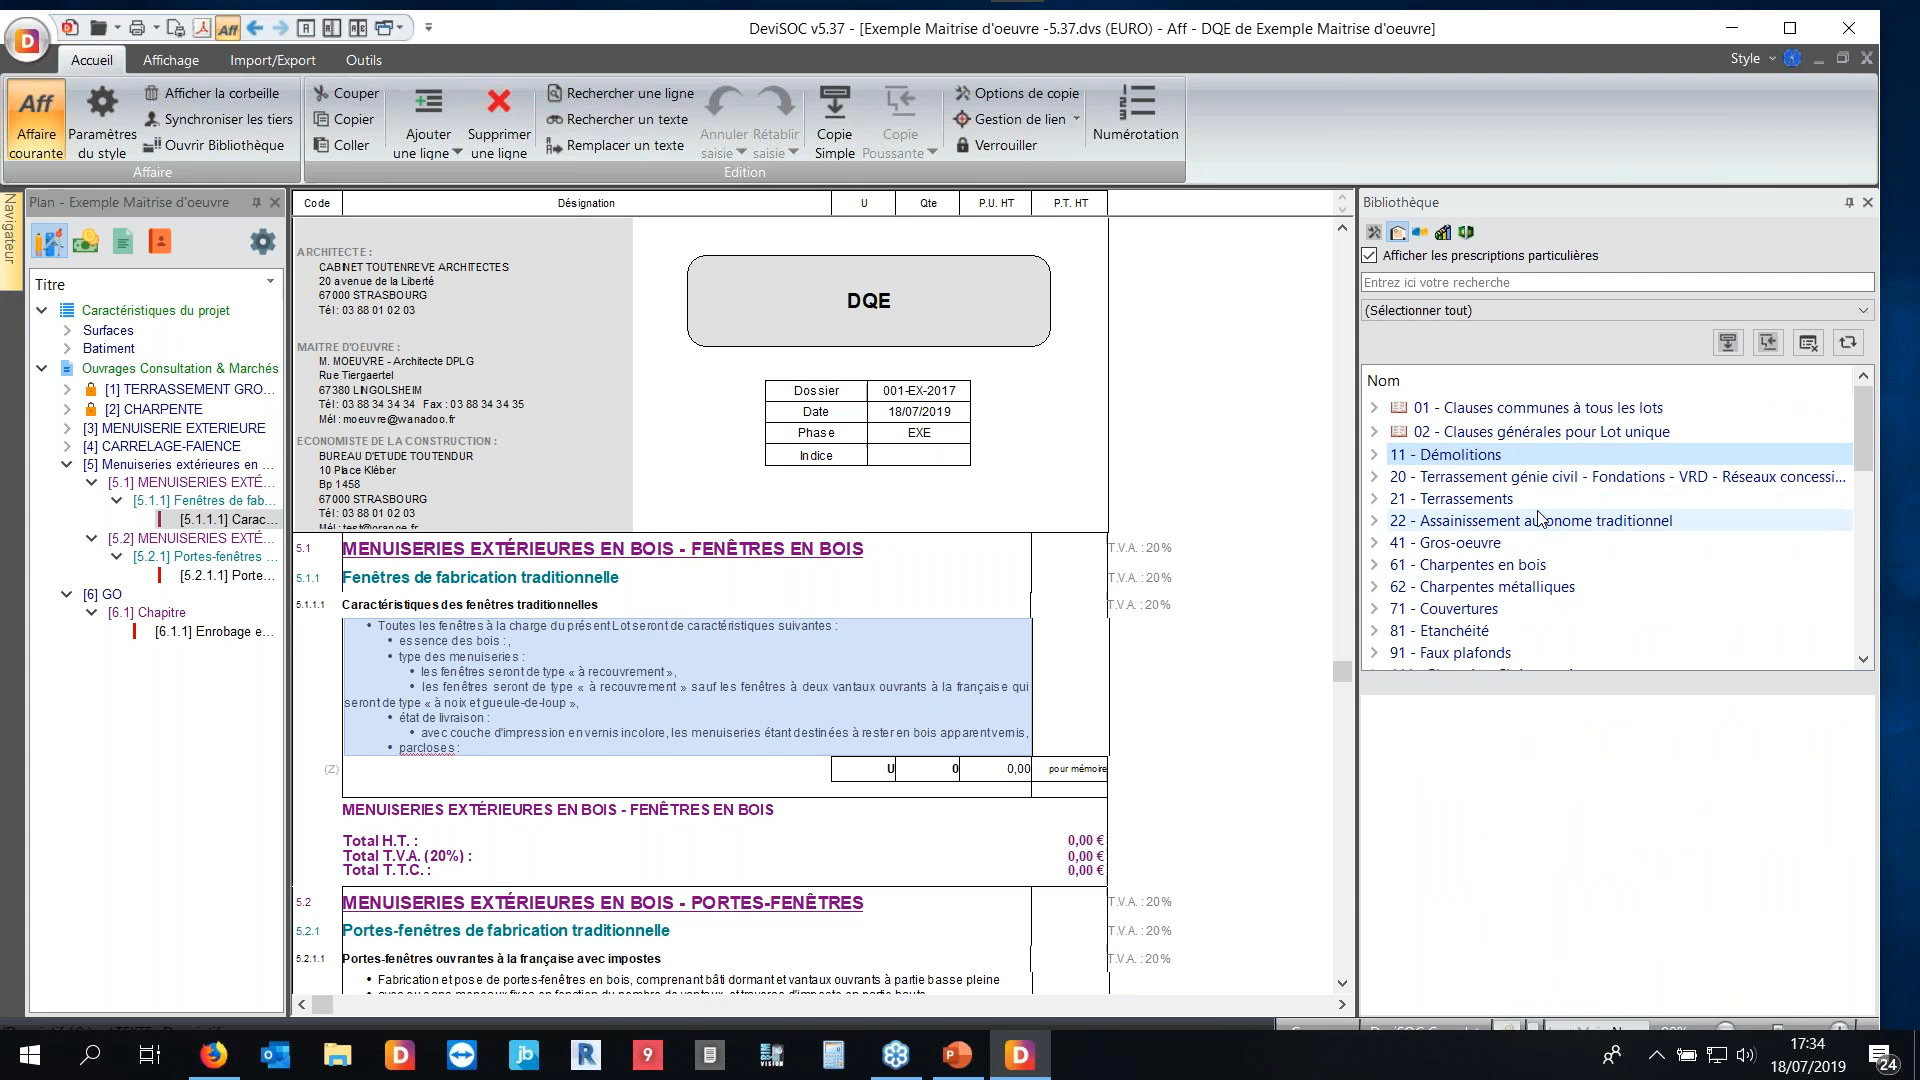 DeviSOC v5.37 - [Exemple Maitrise d'oeuvre -5.37.dvs (EURO) - Aff - DQE de Exemple Maitrise d'oeuvre]
Accueil Affichage Import/Export Outils Style
Aff
Affaire courante
Paramètres du style
Afficher la corbeille
Synchroniser les tiers
Ouvrir Bibliothèque
Affaire
Couper
Copier
Coller
Ajouter une ligne
Supprimer une ligne
Rechercher une ligne
Rechercher un texte
Remplacer un texte
Annuler saisie
Rétablir saisie
Copie Simple
Copie Poussante
Options de copie
Gestion de lien
Verrouiller
Numérotation
Edition
Navigateur
Plan - Exemple Maitrise d'oeuvre
Titre
Caractéristiques du projet
Surfaces
Batiment
Ouvrages Consultation & Marchés
[1] TERRASSEMENT GRO...
[2] CHARPENTE
[3] MENUISERIE EXTERIEURE
[4] CARRELAGE-FAIENCE
[5] Menuiseries extérieures en ...
[5.1] MENUISERIES EXTÉ...
[5.1.1] Fenêtres de fab...
[5.1.1.1] Carac...
[5.2] MENUISERIES EXTÉ...
[5.2.1] Portes-fenêtres ...
[5.2.1.1] Porte...
[6] GO
[6.1] Chapitre
[6.1.1] Enrobage e...
Code Désignation U Qte P.U. HT P.T. HT
ARCHITECTE :
CABINET TOUTENREVE ARCHITECTES
20 avenue de la Liberté
67000 STRASBOURG
Tél : 03 88 01 02 03
MAITRE D'OEUVRE :
M. MOEUVRE - Architecte DPLG
Rue Tiergaertel
67380 LINGOLSHEIM
Tél : 03 88 34 34 34 Fax : 03 88 34 34 35
Mél : moeuvre@wanadoo.fr
ECONOMISTE DE LA CONSTRUCTION :
BUREAU D'ETUDE TOUTENDUR
10 Place Kléber
Bp 1458
67000 STRASBOURG
Tél : 03 88 01 02 03
Mél : test@orange.fr
DQE
Dossier 001-EX-2017
Date 18/07/2019
Phase EXE
Indice
5.1 MENUISERIES EXTÉRIEURES EN BOIS - FENÊTRES EN BOIS T.V.A. : 20%
5.1.1 Fenêtres de fabrication traditionnelle T.V.A. : 20%
5.1.1.1 Caractéristiques des fenêtres traditionnelles T.V.A. : 20%
• Toutes les fenêtres à la charge du présent Lot seront de caractéristiques suivantes :
• essence des bois : ,
• type des menuiseries :
• les fenêtres seront de type « à recouvrement »,
• les fenêtres seront de type « à recouvrement » sauf les fenêtres à deux vantaux ouvrants à la française qui
seront de type « à noix et gueule-de-loup »,
• état de livraison :
• avec couche d'impression en vernis incolore, les menuiseries étant destinées à rester en bois apparent vernis,
• parcloses :
(Z) U 0 0,00 pour mémoire
MENUISERIES EXTÉRIEURES EN BOIS - FENÊTRES EN BOIS
Total H.T. : 0,00 €
Total T.V.A. (20%) : 0,00 €
Total T.T.C. : 0,00 €
5.2 MENUISERIES EXTÉRIEURES EN BOIS - PORTES-FENÊTRES T.V.A. : 20%
5.2.1 Portes-fenêtres de fabrication traditionnelle T.V.A. : 20%
5.2.1.1 Portes-fenêtres ouvrantes à la française avec impostes T.V.A. : 20%
• Fabrication et pose de portes-fenêtres en bois, comprenant bâti dormant et vantaux ouvrants à partie basse pleine
Bibliothèque
Afficher les prescriptions particulières
Entrez ici votre recherche
(Sélectionner tout)
Nom
01 - Clauses communes à tous les lots
02 - Clauses générales pour Lot unique
11 - Démolitions
20 - Terrassement génie civil - Fondations - VRD - Réseaux concessi...
21 - Terrassements
22 - Assainissement autonome traditionnel
41 - Gros-oeuvre
61 - Charpentes en bois
62 - Charpentes métalliques
71 - Couvertures
81 - Etanchéité
91 - Faux plafonds
17:34
18/07/2019
24